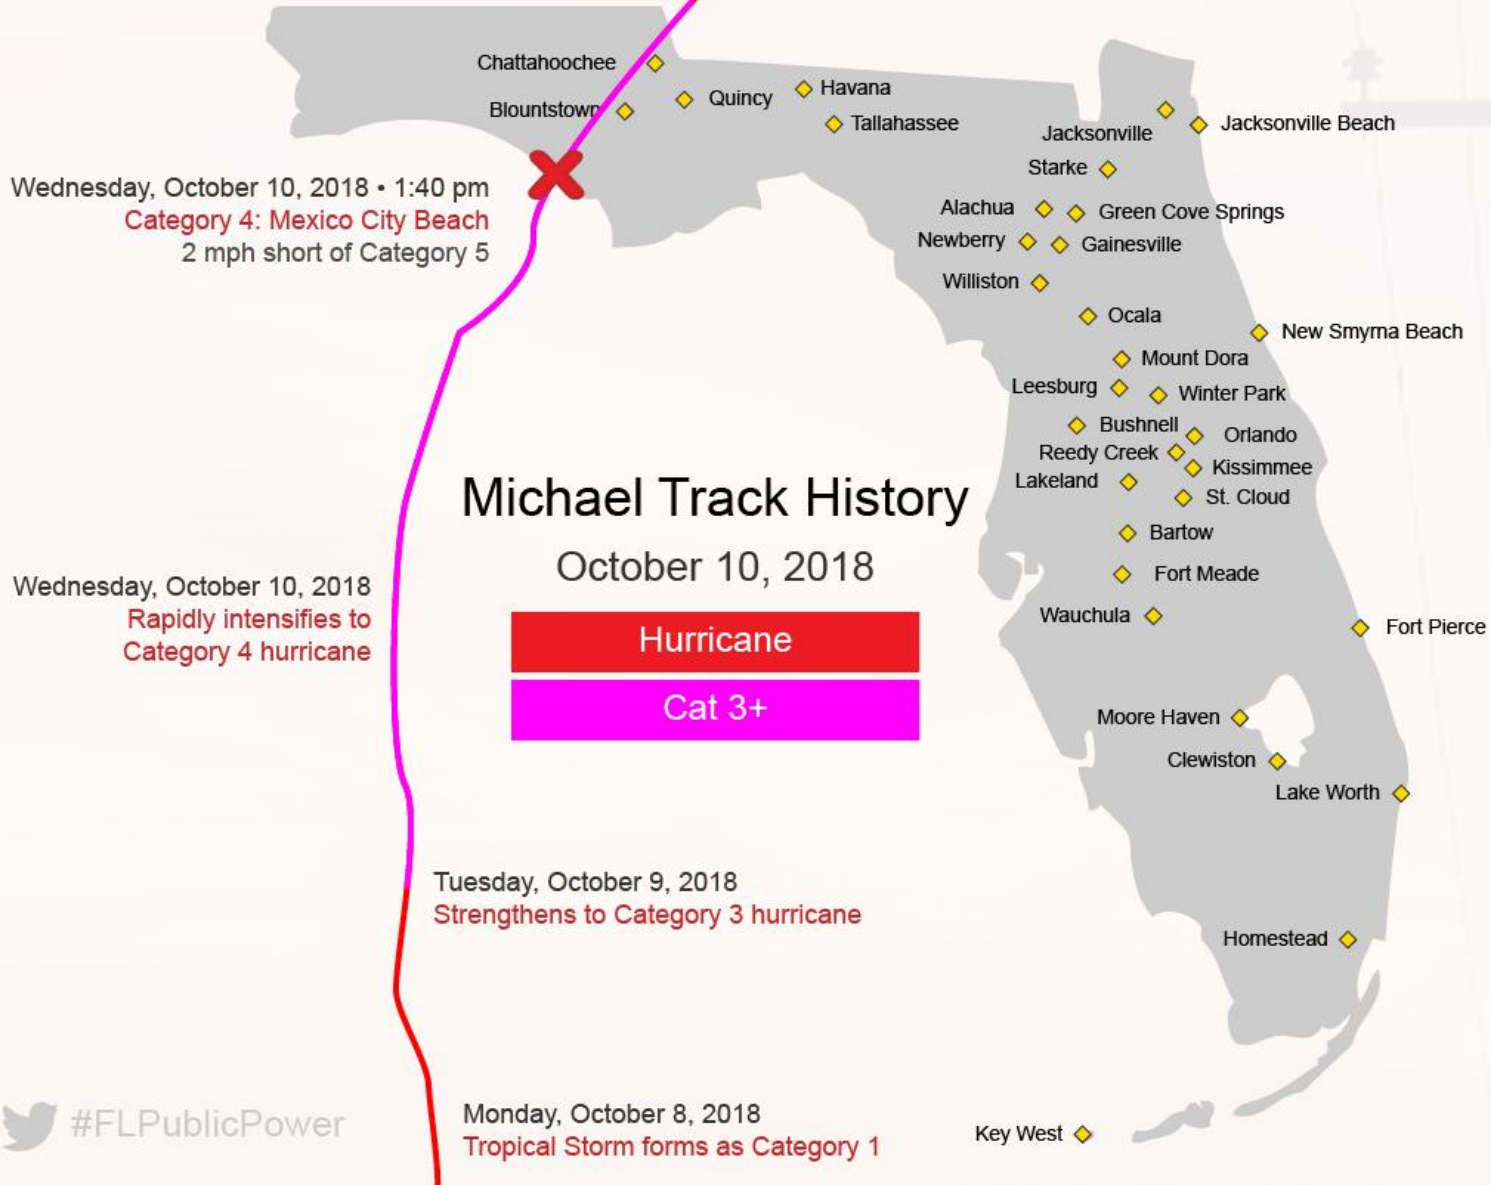 Chattahoochee
Blountstown
Quincy
Havana
Tallahassee
Jacksonville
Jacksonville Beach
Starke
Wednesday, October 10, 2018 • 1:40 pm
Category 4: Mexico City Beach
2 mph short of Category 5
Alachua
Green Cove Springs
Newberry
Gainesville
Williston
Ocala
New Smyrna Beach
Mount Dora
Leesburg
Winter Park
Bushnell
Orlando
Reedy Creek
Kissimmee
Lakeland
St. Cloud
Michael Track History
October 10, 2018
Hurricane
Cat 3+
Bartow
Fort Meade
Wauchula
Fort Pierce
Wednesday, October 10, 2018
Rapidly intensifies to
Category 4 hurricane
Moore Haven
Clewiston
Lake Worth
Tuesday, October 9, 2018
Strengthens to Category 3 hurricane
Homestead
Monday, October 8, 2018
Tropical Storm forms as Category 1
Key West
#FLPublicPower